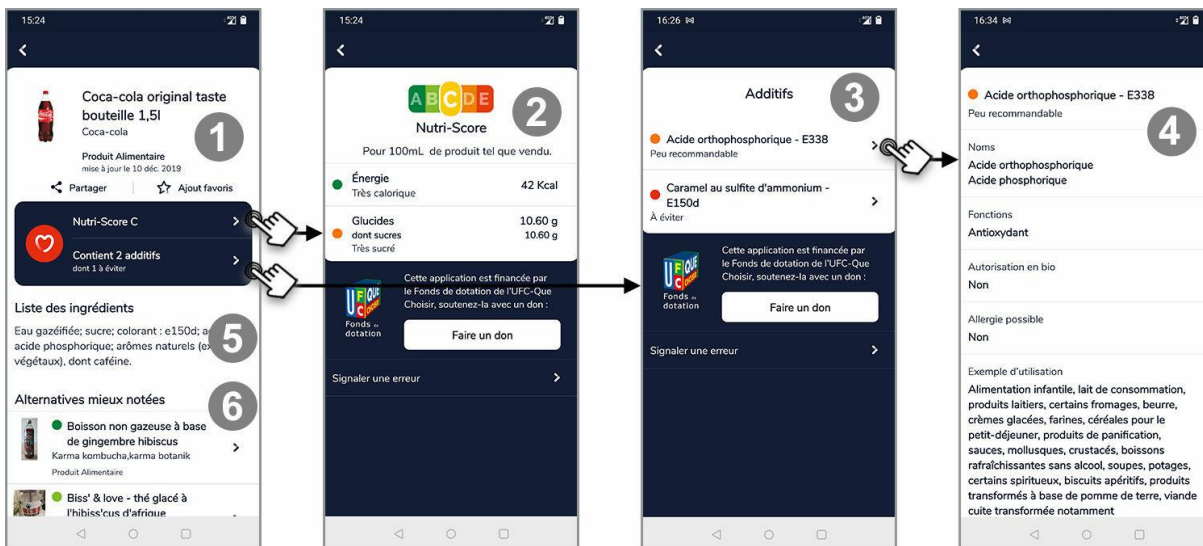 15:24
Coca-cola original taste
bouteille 1,5l
Coca-cola
Produit Alimentaire
mise à jour le 10 déc. 2019
Partager
Ajout favoris
Nutri-Score C
Contient 2 additifs
dont 1 à éviter
Liste des ingrédients
Eau gazéifiée; sucre; colorant : e150d;
acide phosphorique; arômes naturels
végétaux), dont caféine.
Alternatives mieux notées
Boisson non gazeuse à base
de gingembre hibiscus
Karma kombucha,karma botanik
Produit Alimentaire
Biss' & love - thé glacé à
l'hibiss'cus d'afrique
1
5
6
15:24
A B C D E
2
Nutri-Score
Pour 100mL de produit tel que vendu.
Énergie 42 Kcal
Très calorique
Glucides 10.60 g
dont sucres 10.60 g
Très sucré
UFC QUE CHOISIR
Fonds de
dotation
Cette application est financée par
le Fonds de dotation de l'UFC-Que
Choisir, soutenez-la avec un don :
Faire un don
Signaler une erreur
16:26
Additifs
3
Acide orthophosphorique - E338
Peu recommandable
Caramel au sulfite d'ammonium -
E150d
À éviter
UFC QUE CHOISIR
Fonds de
dotation
Cette application est financée par
le Fonds de dotation de l'UFC-Que
Choisir, soutenez-la avec un don :
Faire un don
Signaler une erreur
16:34
Acide orthophosphorique - E338
Peu recommandable
4
Noms
Acide orthophosphorique
Acide phosphorique
Fonctions
Antioxydant
Autorisation en bio
Non
Allergie possible
Non
Exemple d'utilisation
Alimentation infantile, lait de consommation,
produits laitiers, certains fromages, beurre,
crèmes glacées, farines, céréales pour le
petit-déjeuner, produits de panification,
sauces, mollusques, crustacés, boissons
rafraîchissantes sans alcool, soupes, potages,
certains spiritueux, biscuits apéritifs, produits
transformés à base de pomme de terre, viande
cuite transformée notamment